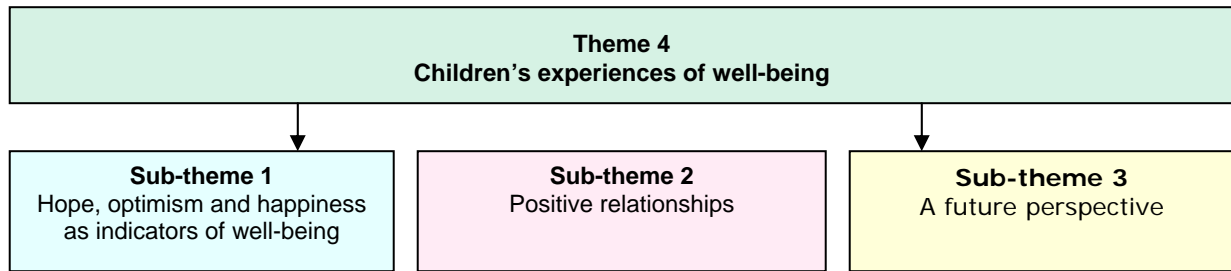 Theme 4
Children’s experiences of well-being
Sub-theme 1
Hope, optimism and happiness
as indicators of well-being
Sub-theme 2
Positive relationships
Sub-theme 3
A future perspective